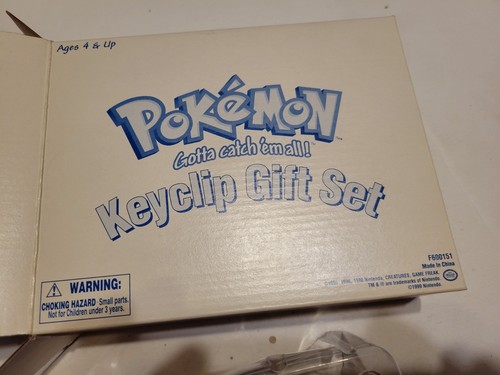 Ages 4 & Up
POKéMON
Gotta catch 'em all!
Keyclip Gift Set
F600151
Made In China
©1995, 1996, 1998 Nintendo, CREATURES, GAME FREAK.
TM & ® are trademarks of Nintendo.
©1999 Nintendo.
WARNING:
CHOKING HAZARD-Small parts.
Not for Children under 3 years.